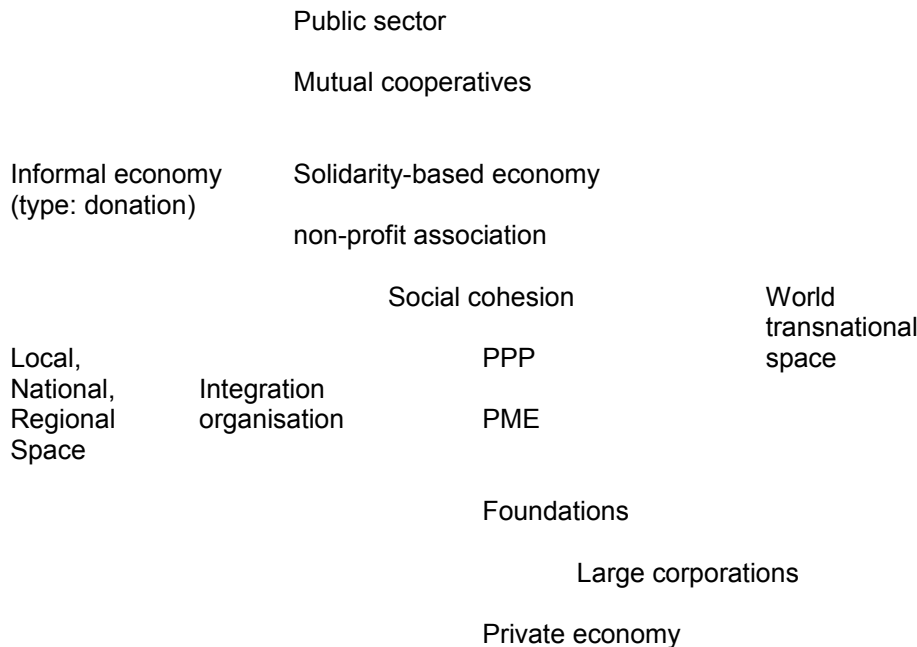 Public sector
Mutual cooperatives
Informal economy
(type: donation)
Solidarity-based economy
non-profit association
Social cohesion
World
transnational
space
Local,
National,
Regional
Space
Integration
organisation
PPP
PME
Foundations
Large corporations
Private economy